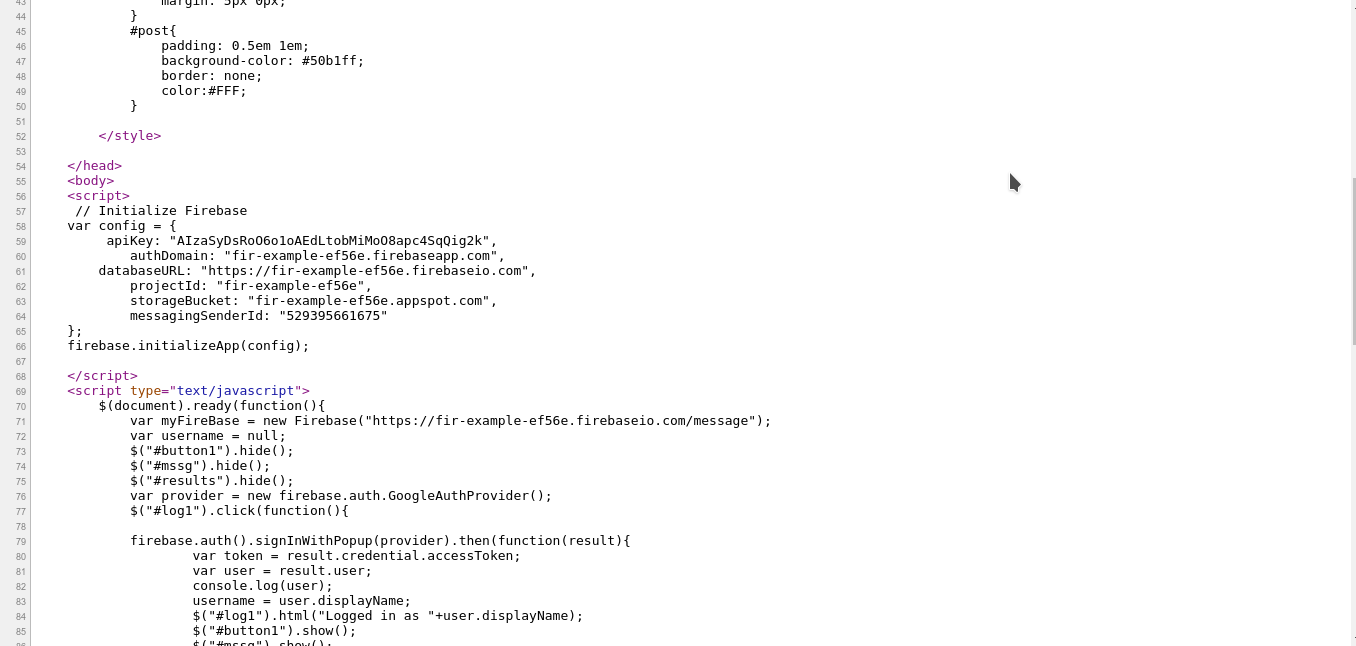 43 margin: 5px 0px;
44 }
45 #post{
46 padding: 0.5em 1em;
47 background-color: #50b1ff;
48 border: none;
49 color:#FFF;
50 }
51
52 </style>
53
54 </head>
55 <body>
56 <script>
57 // Initialize Firebase
58 var config = {
59 apiKey: "AIzaSyDsRoO6o1oAEdLtobMiMoO8apc4SqQig2k",
60 authDomain: "fir-example-ef56e.firebaseapp.com",
61 databaseURL: "https://fir-example-ef56e.firebaseio.com",
62 projectId: "fir-example-ef56e",
63 storageBucket: "fir-example-ef56e.appspot.com",
64 messagingSenderId: "529395661675"
65 };
66 firebase.initializeApp(config);
67
68 </script>
69 <script type="text/javascript">
70 $(document).ready(function(){
71 var myFireBase = new Firebase("https://fir-example-ef56e.firebaseio.com/message");
72 var username = null;
73 $("#button1").hide();
74 $("#mssg").hide();
75 $("#results").hide();
76 var provider = new firebase.auth.GoogleAuthProvider();
77 $("#log1").click(function(){
78
79 firebase.auth().signInWithPopup(provider).then(function(result){
80 var token = result.credential.accessToken;
81 var user = result.user;
82 console.log(user);
83 username = user.displayName;
84 $("#log1").html("Logged in as "+user.displayName);
85 $("#button1").show();
86 $("#mssg").show();